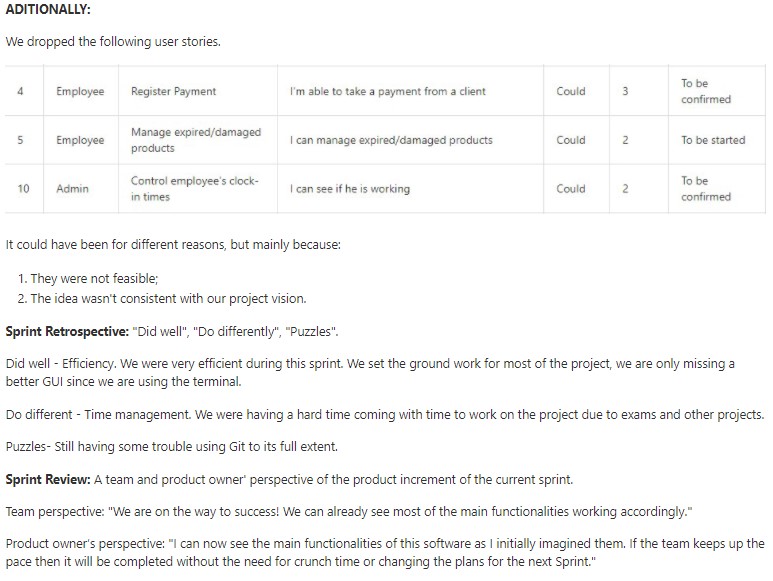 ADITIONALLY:
We dropped the following user stories.
4 Employee Register Payment I'm able to take a payment from a client Could 3 To be confirmed
5 Employee Manage expired/damaged products I can manage expired/damaged products Could 2 To be started
10 Admin Control employee's clock-in times I can see if he is working Could 2 To be confirmed
It could have been for different reasons, but mainly because:
1. They were not feasible;
2. The idea wasn't consistent with our project vision.
Sprint Retrospective: "Did well", "Do differently", "Puzzles".
Did well - Efficiency. We were very efficient during this sprint. We set the ground work for most of the project, we are only missing a
better GUI since we are using the terminal.
Do different - Time management. We were having a hard time coming with time to work on the project due to exams and other projects.
Puzzles- Still having some trouble using Git to its full extent.
Sprint Review: A team and product owner' perspective of the product increment of the current sprint.
Team perspective: "We are on the way to success! We can already see most of the main functionalities working accordingly."
Product owner's perspective: "I can now see the main functionalities of this software as I initially imagined them. If the team keeps up the
pace then it will be completed without the need for crunch time or changing the plans for the next Sprint."